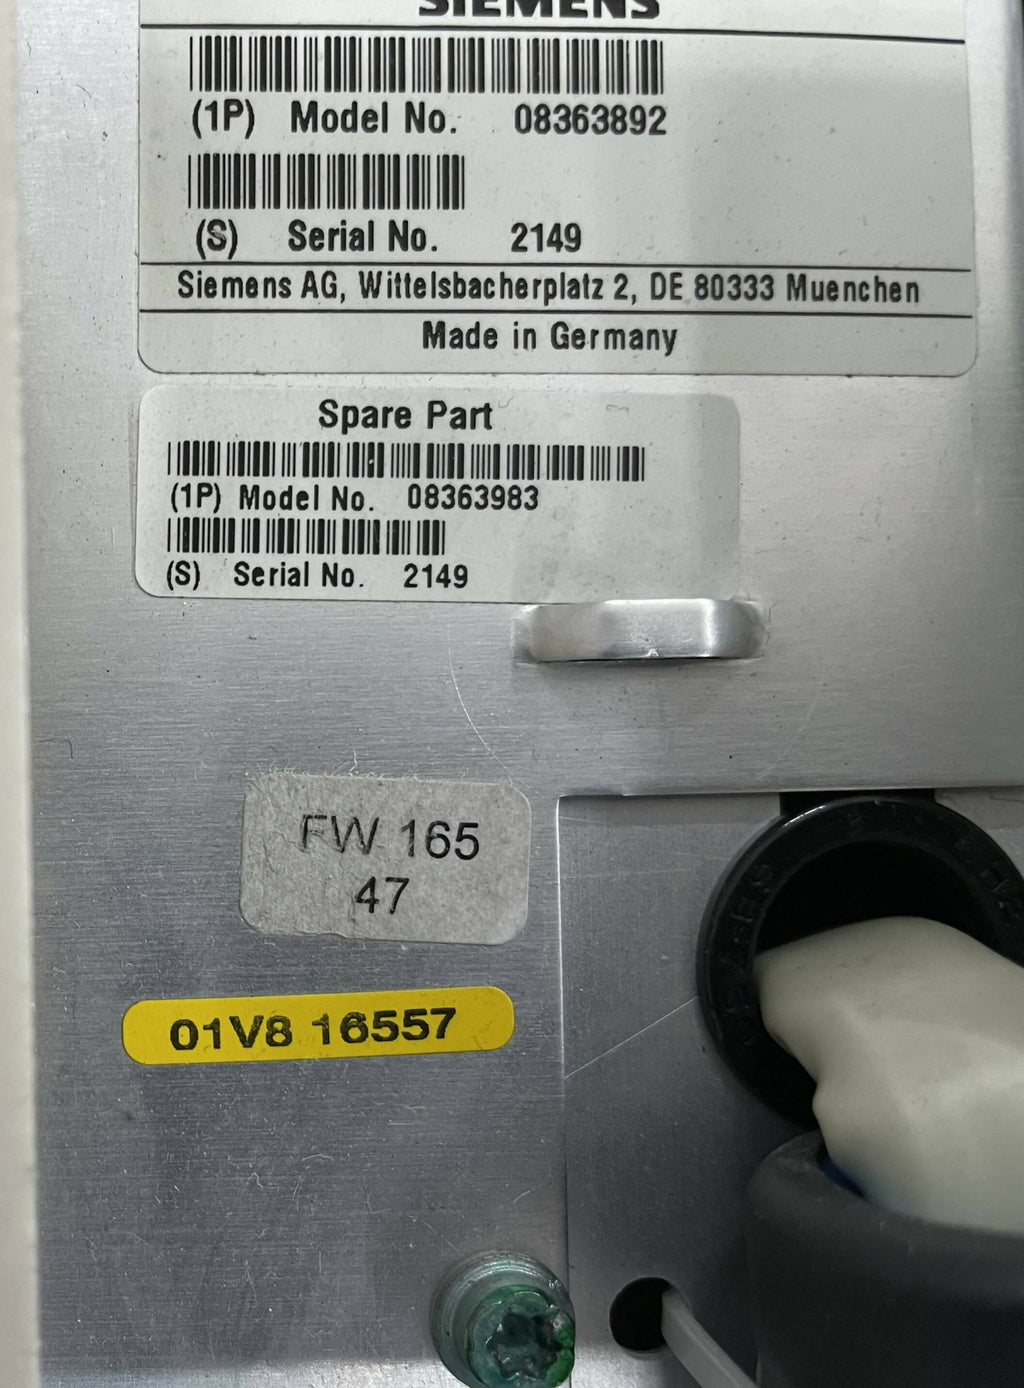 SIEMENS
(1P) Model No. 08363892
(S) Serial No. 2149
Siemens AG, Wittelsbacherplatz 2, DE 80333 Muenchen
Made in Germany
Spare Part
(1P) Model No. 08363983
(S) Serial No. 2149
FW 165
47
01V8 16557